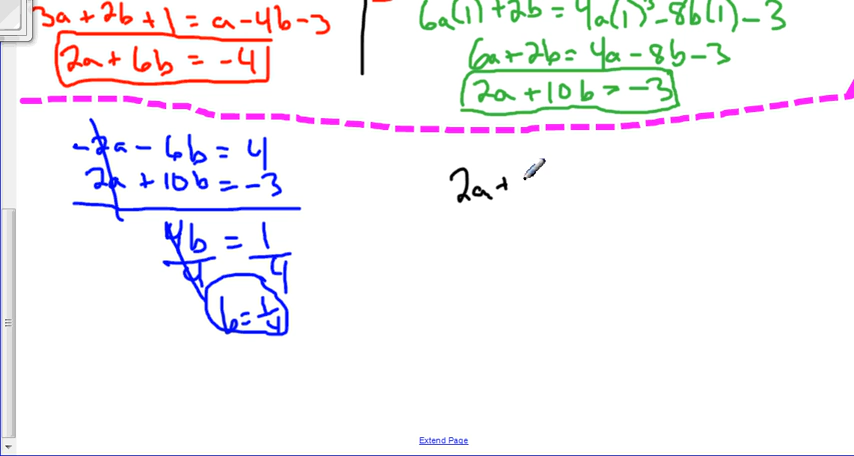 3a + 2b + 1 = a - 4b - 3
2a + 6b = -4
6a(1) + 2b = 4a(1)³ - 8b(1) - 3
6a + 2b = 4a - 8b - 3
2a + 10b = -3
-2a - 6b = 4
2a + 10b = -3
4b = 1
4 4
b = 1/4
2a +
Extend Page